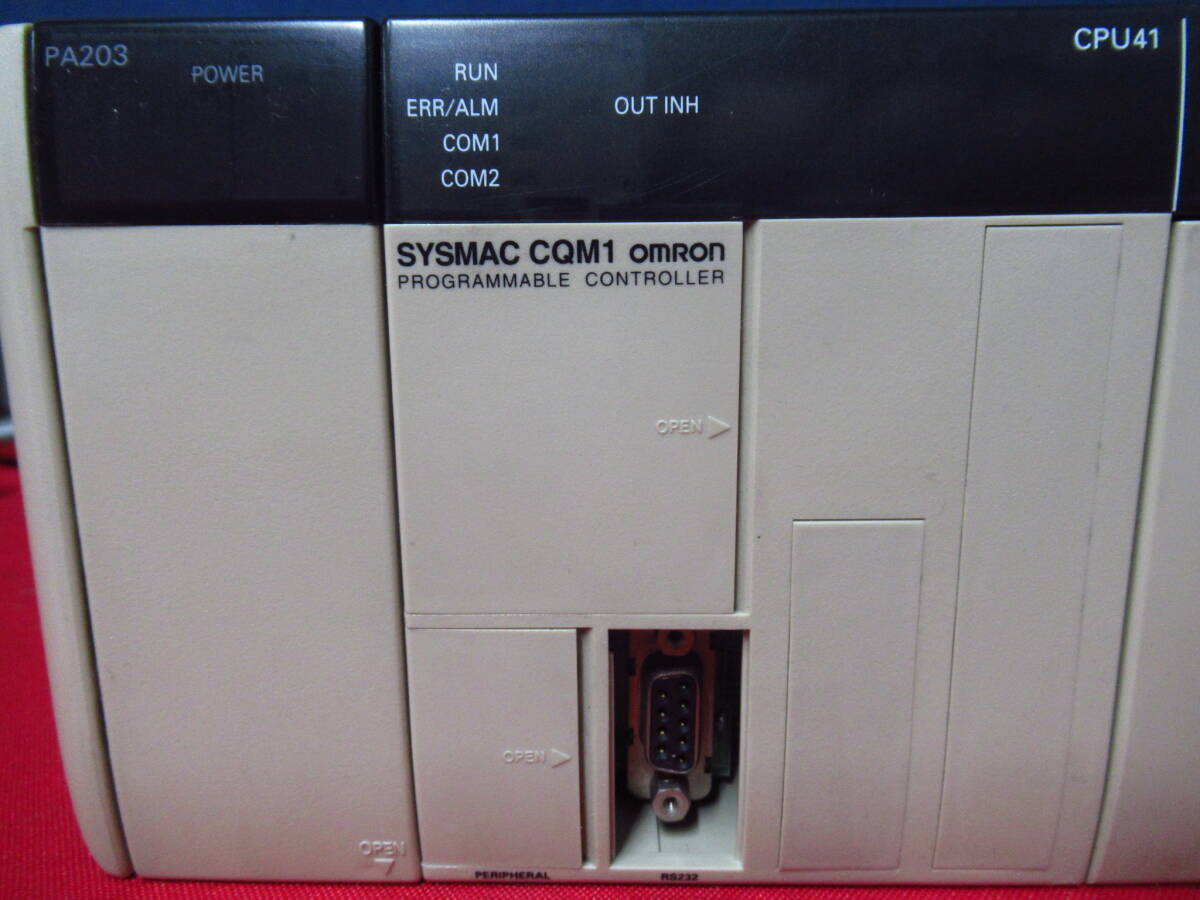 PA203
POWER
RUN
ERR/ALM
COM1
COM2
OUT INH
CPU41
SYSMAC CQM1 OMRON
PROGRAMMABLE CONTROLLER
OPEN
OPEN
OPEN
PERIPHERAL
RS232